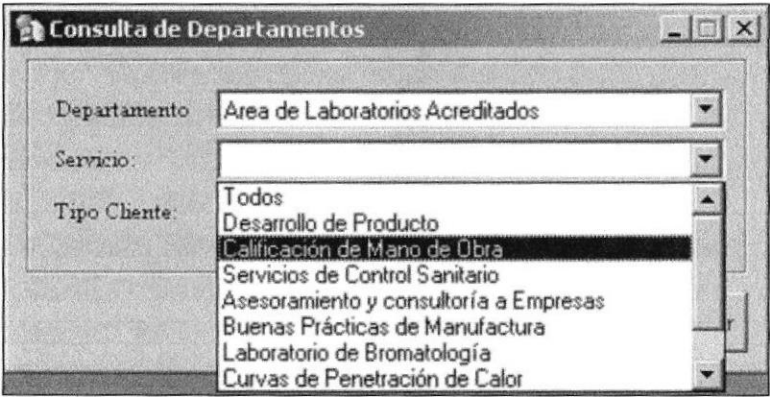 Consulta de Departamentos
Departamento Area de Laboratorios Acreditados
Servicio:
Tipo Cliente:
Todos
Desarrollo de Producto
Calificación de Mano de Obra
Servicios de Control Sanitario
Asesoramiento y consultoría a Empresas
Buenas Prácticas de Manufactura
Laboratorio de Bromatología
Curvas de Penetración de Calor